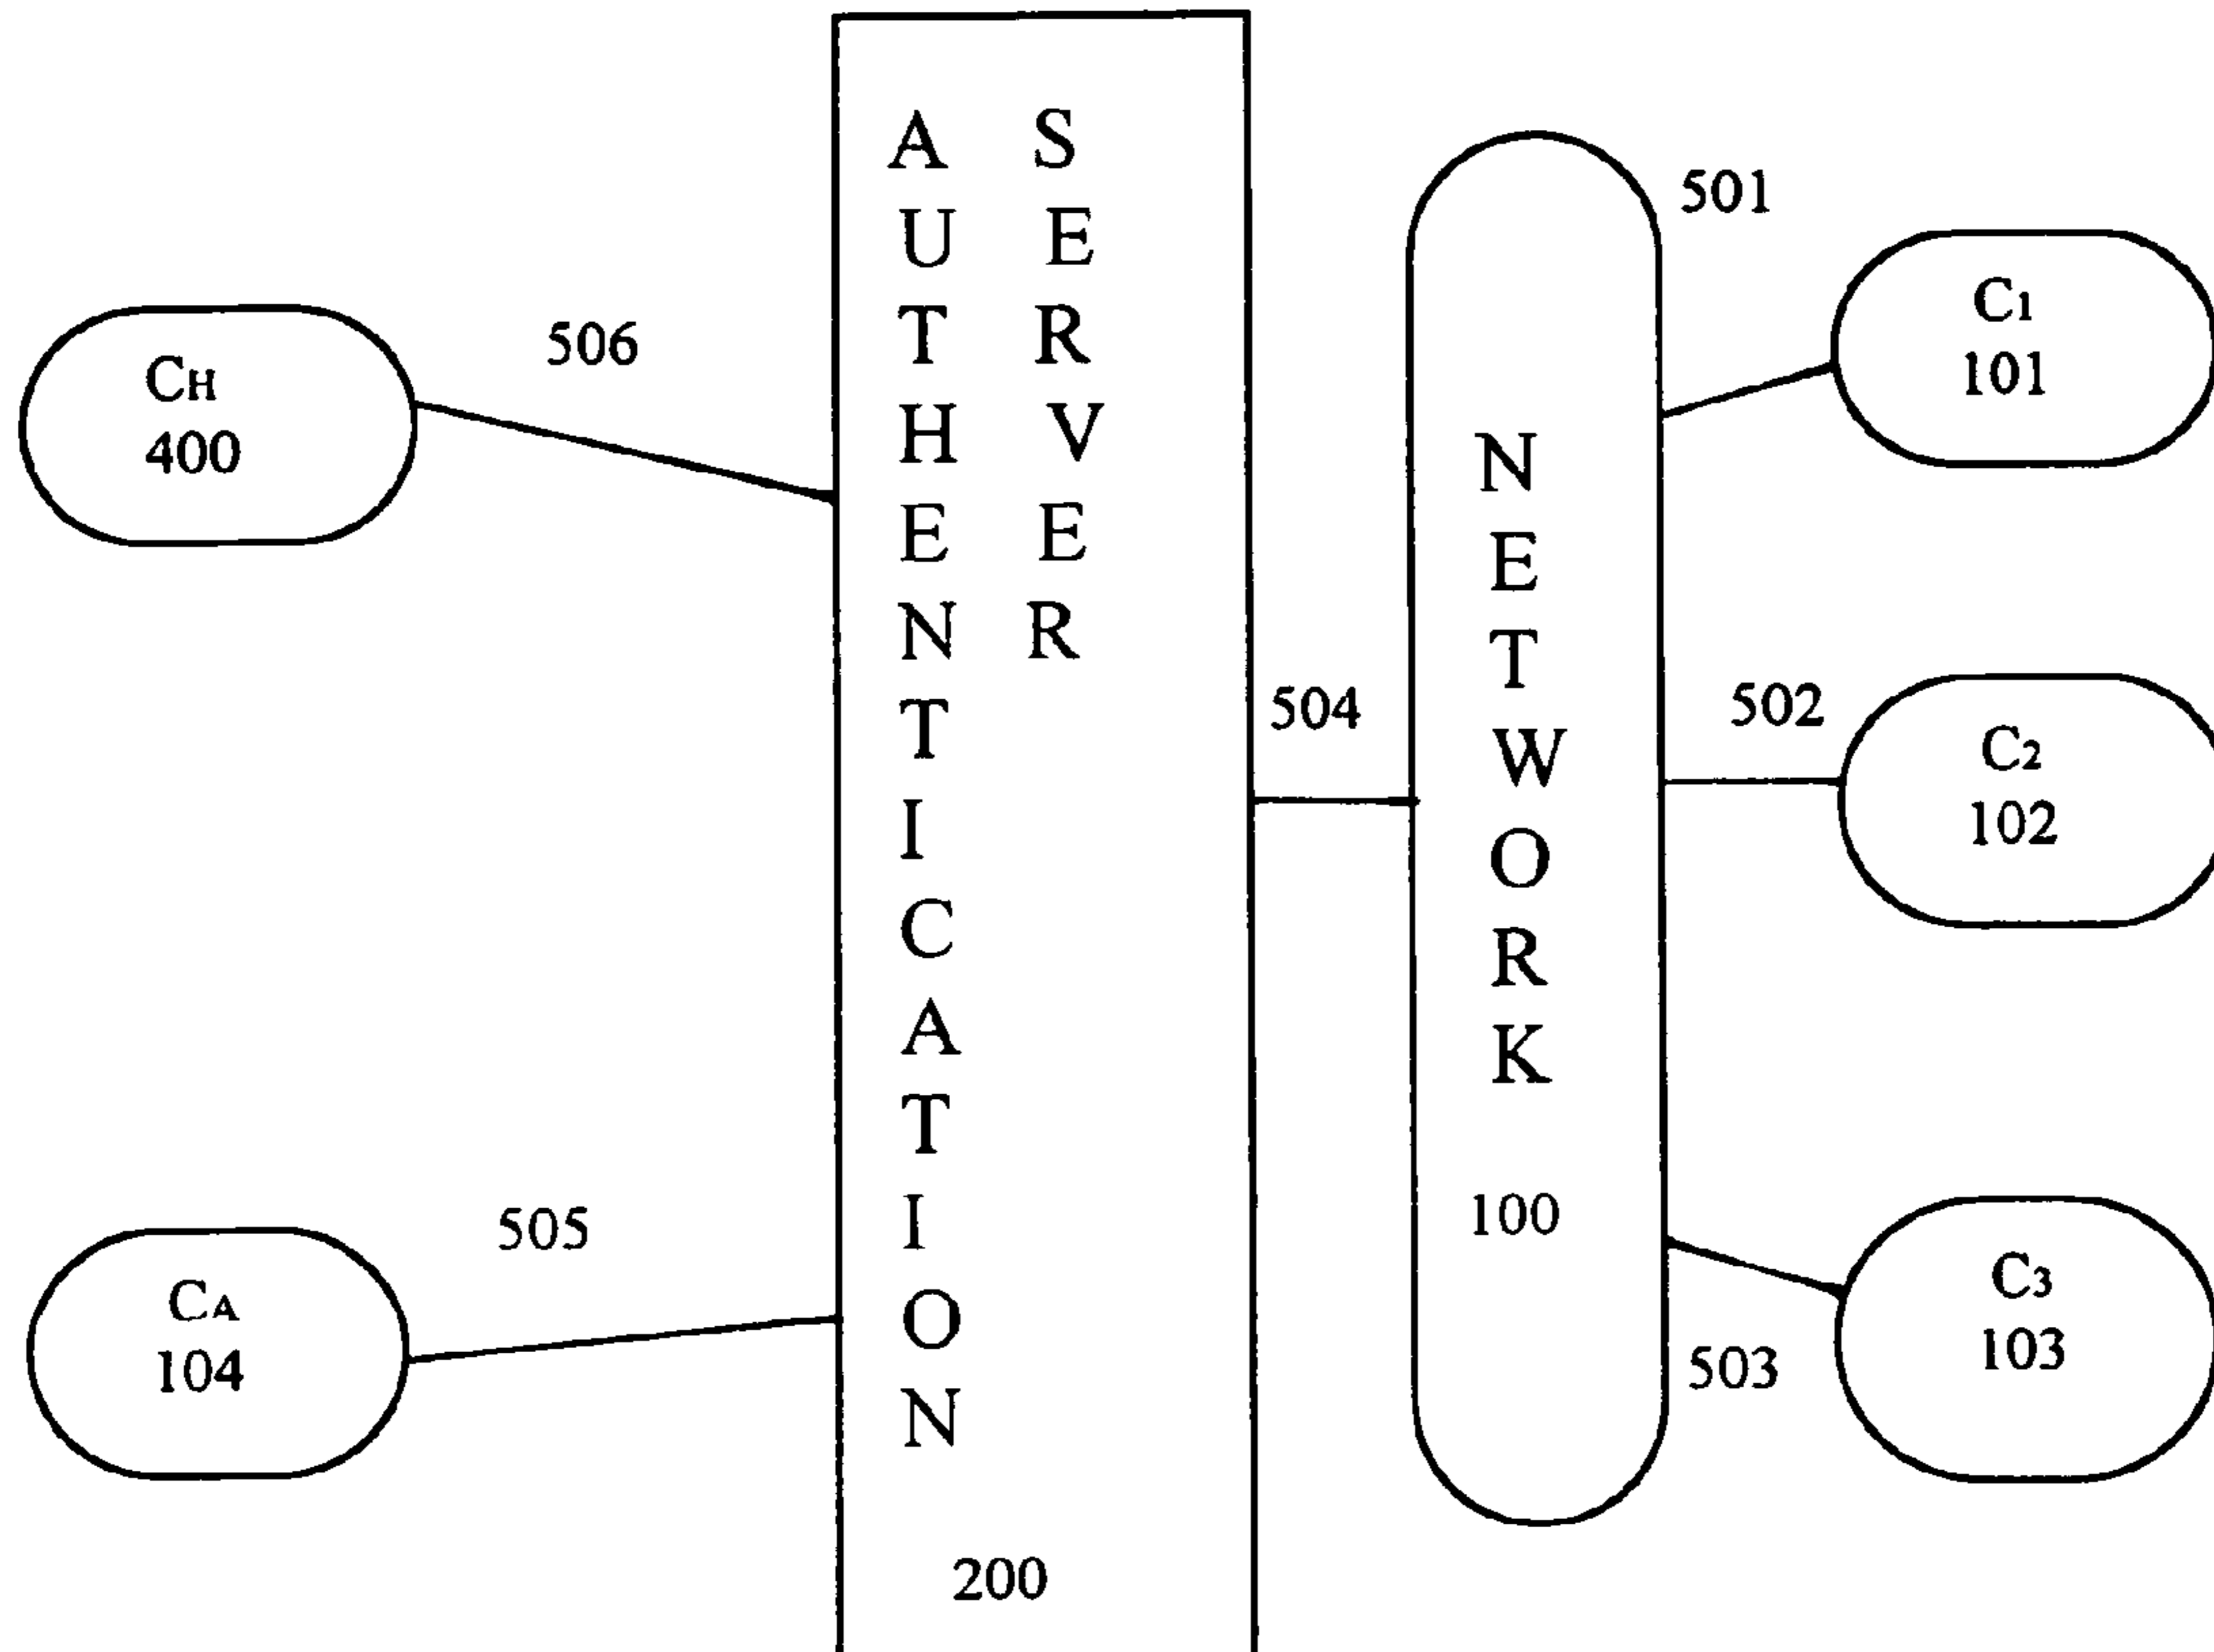 AUTHENTICATION
SERVER
200
NETWORK
100
501
502
503
504
505
506
CH
400
CA
104
C1
101
C2
102
C3
103